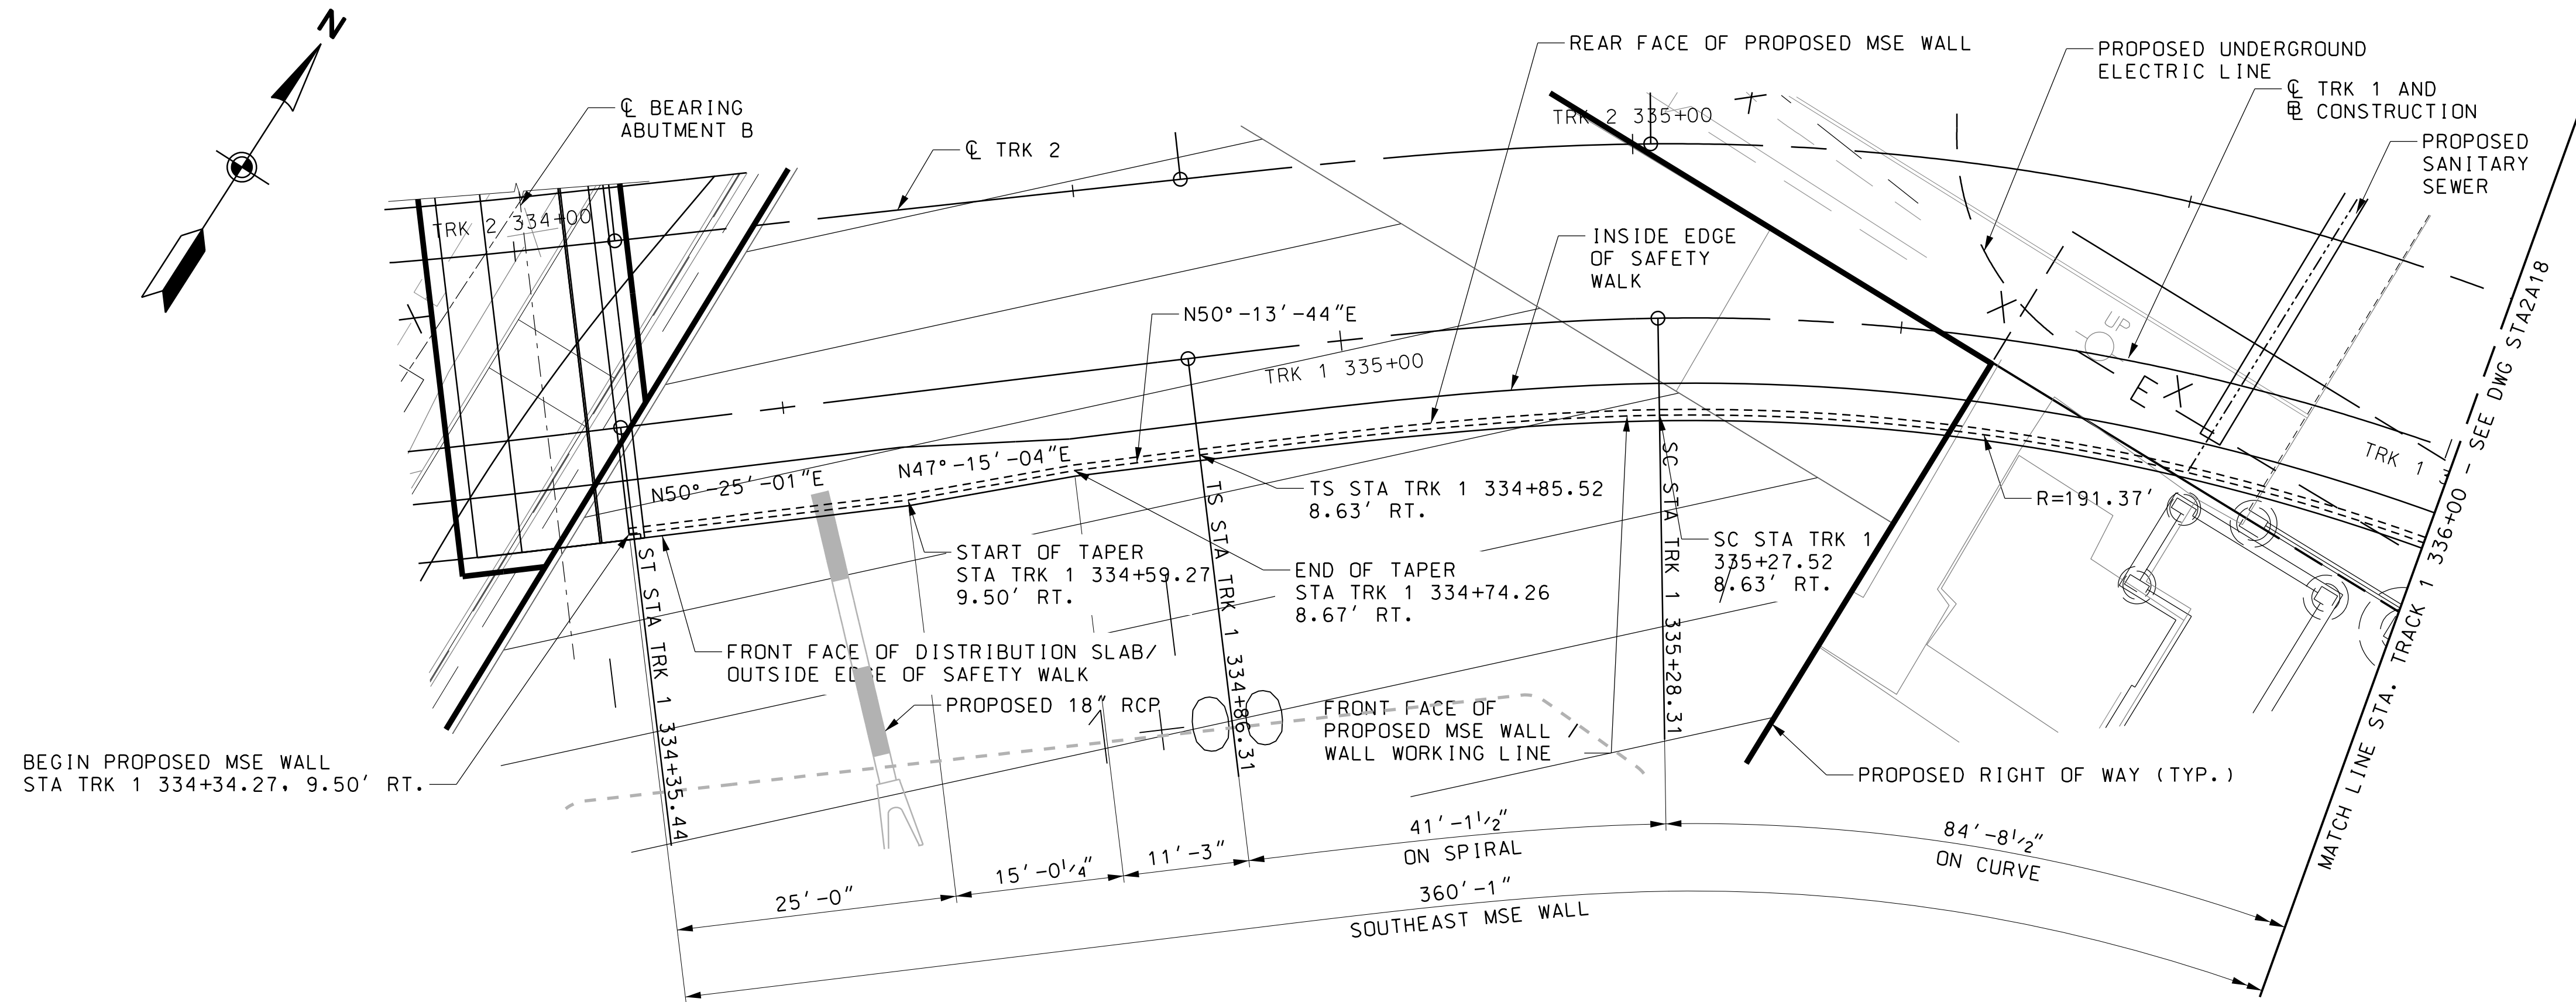 N
REAR FACE OF PROPOSED MSE WALL
PROPOSED UNDERGROUND
ELECTRIC LINE
℄ TRK 1 AND
BL CONSTRUCTION
PROPOSED
SANITARY
SEWER
℄ BEARING
ABUTMENT B
℄ TRK 2
TRK 2 335+00
TRK 2 334+00
INSIDE EDGE
OF SAFETY
WALK
N50°-13'-44"E
TRK 1 335+00
UP
E
X
X
TRK 1
N47°-15'-04"E
N50°-25'-01"E
TS STA TRK 1 334+85.52
8.63' RT.
R=191.37'
START OF TAPER
STA TRK 1 334+59.27
9.50' RT.
END OF TAPER
STA TRK 1 334+74.26
8.67' RT.
SC STA TRK 1
335+27.52
8.63' RT.
ST STA TRK 1 334+35.44
TS STA TRK 1 334+86.31
SC STA TRK 1 335+28.31
MATCH LINE STA. TRACK 1 336+00 - SEE DWG STA2A18
FRONT FACE OF DISTRIBUTION SLAB/
OUTSIDE EDGE OF SAFETY WALK
PROPOSED 18" RCP
FRONT FACE OF
PROPOSED MSE WALL /
WALL WORKING LINE
BEGIN PROPOSED MSE WALL
STA TRK 1 334+34.27, 9.50' RT.
PROPOSED RIGHT OF WAY (TYP.)
25'-0"
15'-0¼"
11'-3"
41'-1½"
ON SPIRAL
84'-8½"
ON CURVE
360'-1"
SOUTHEAST MSE WALL